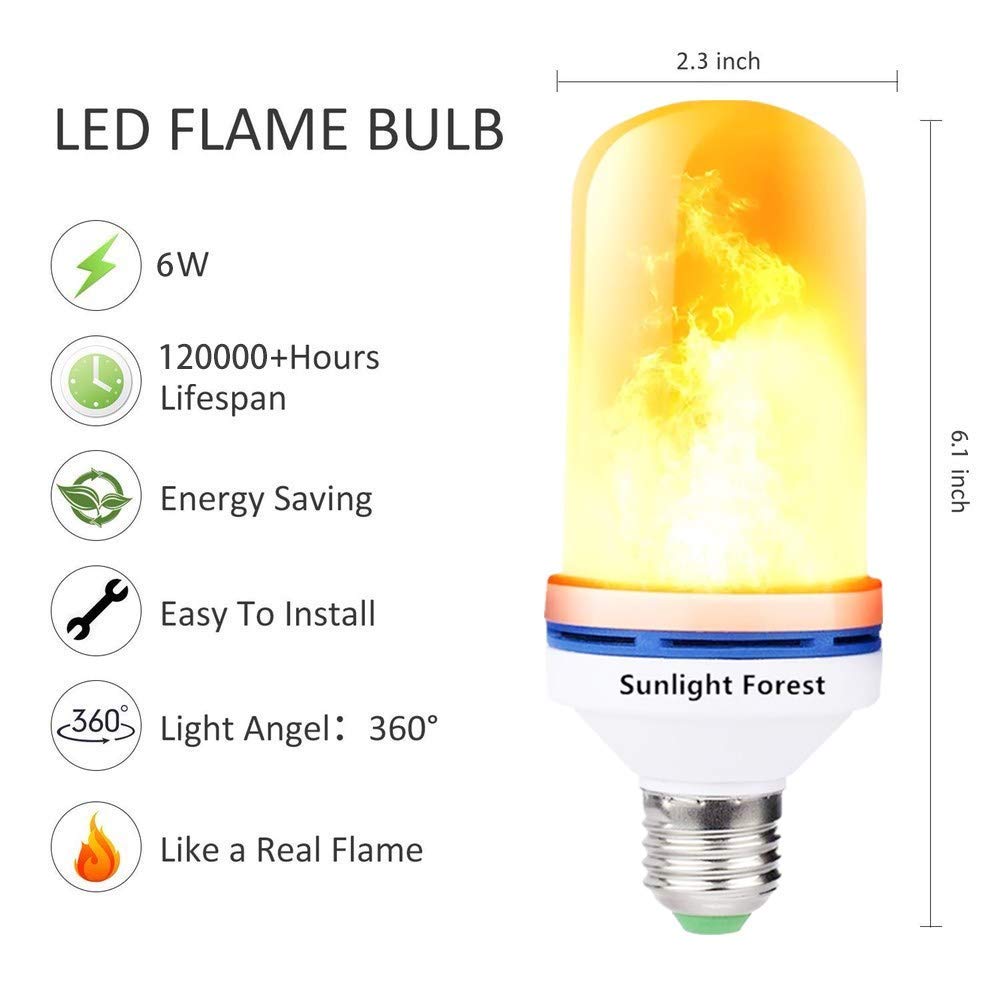 2.3 inch
LED FLAME BULB
6W
120000+Hours
Lifespan
Energy Saving
6.1 inch
Easy To Install
Sunlight Forest
360°
Light Angel：360°
Like a Real Flame